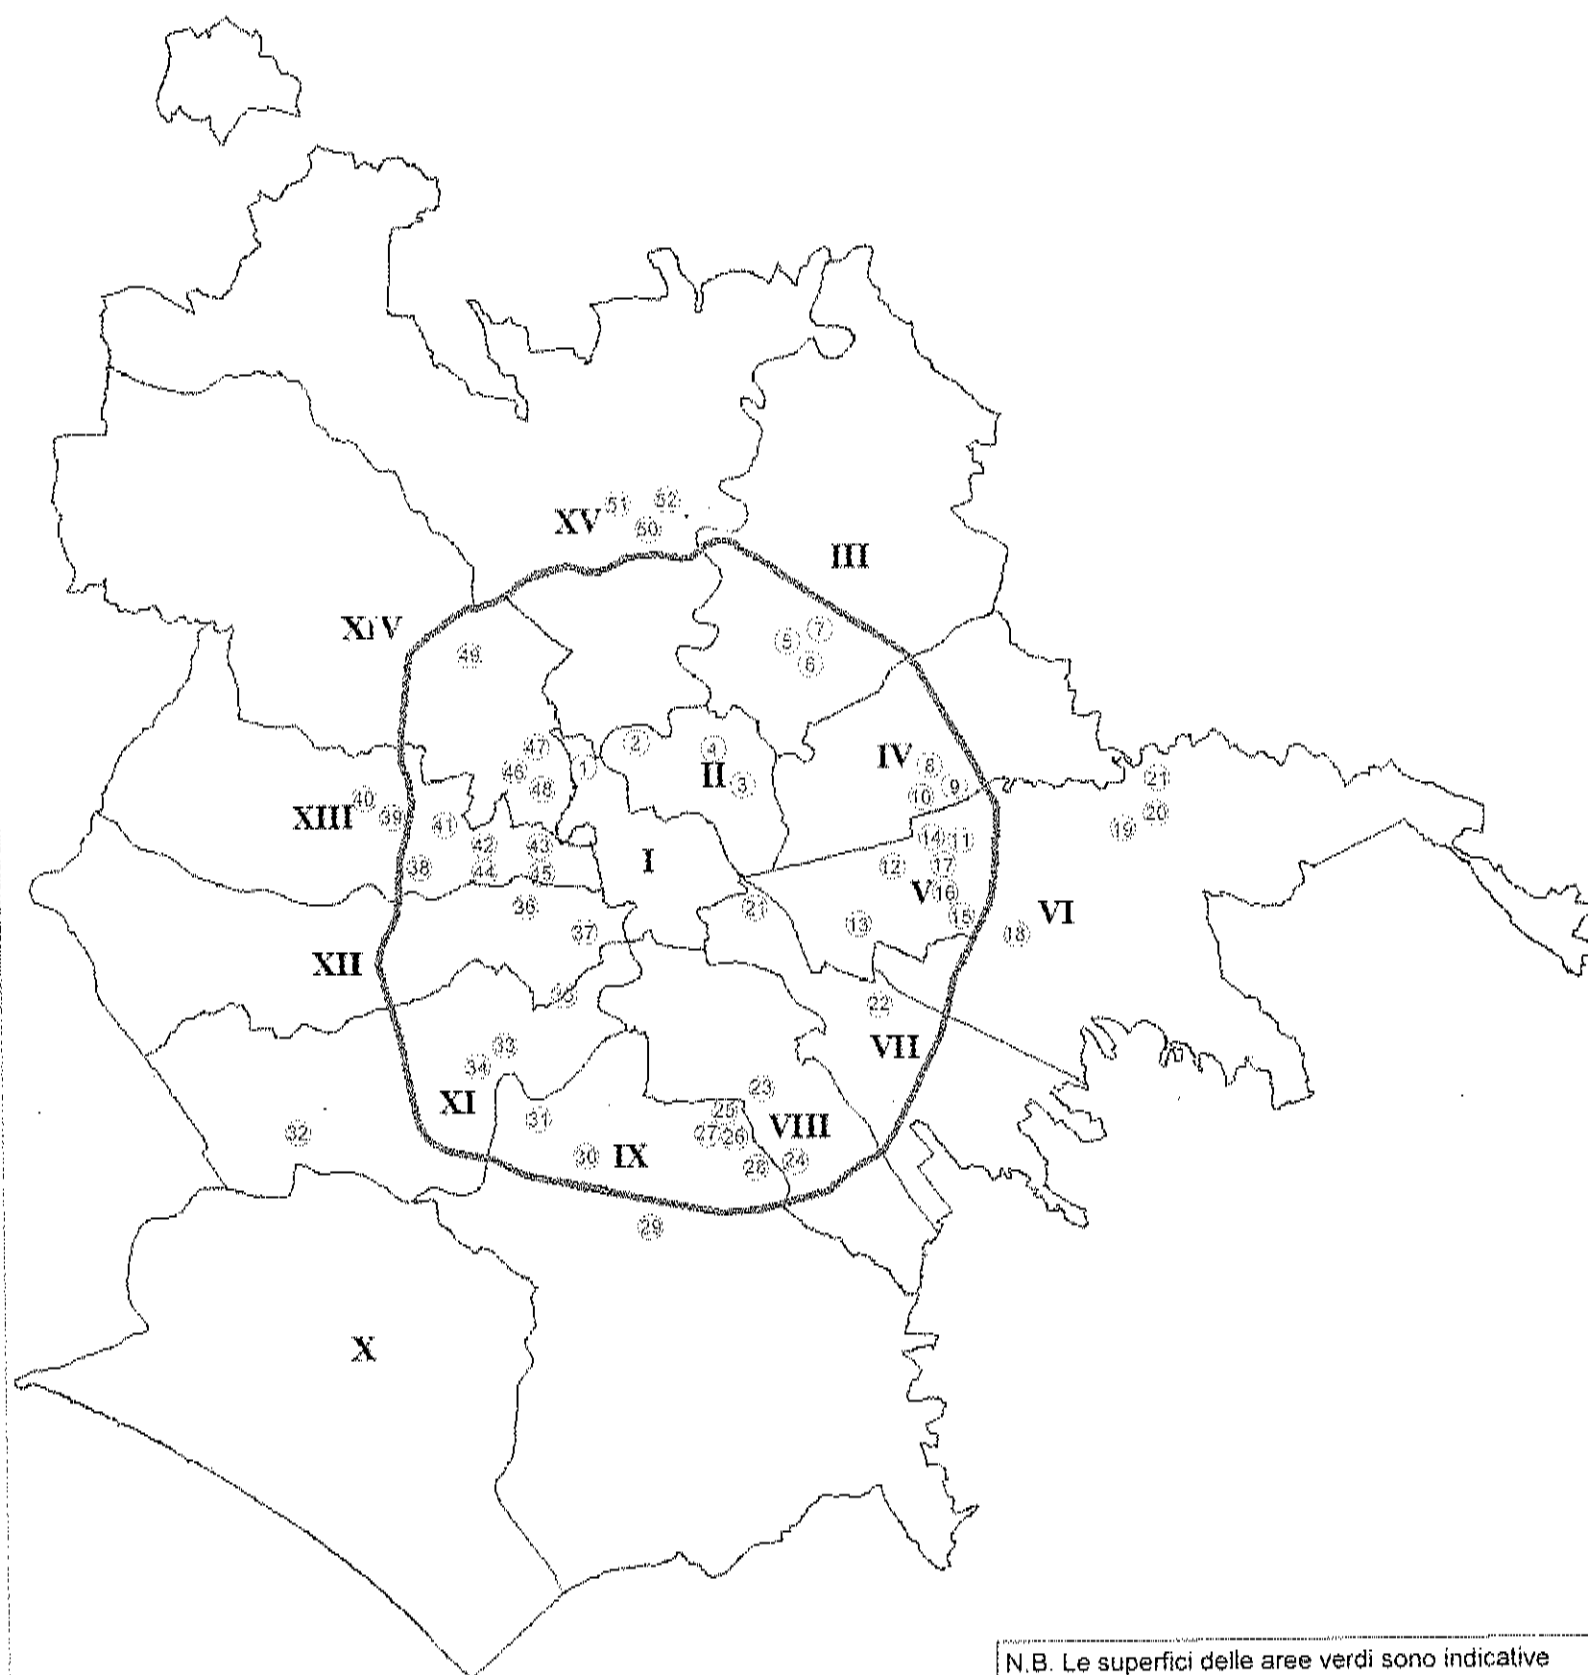 51 52
XV 50
III
XIV 5 7
49 6
47 2 4
46 1 II 3 IV 8
48 10 9 21
XIII 40 39 41 19 20
42 43 I 14 11
38 44 45 12 17
36 V 16
37 21 13 15 VI
18
XII
22
33 VII
34
XI 23
31 25 VIII
32 27 26
30 IX 28 24
29
X
N.B. Le superfici delle aree verdi sono indicative